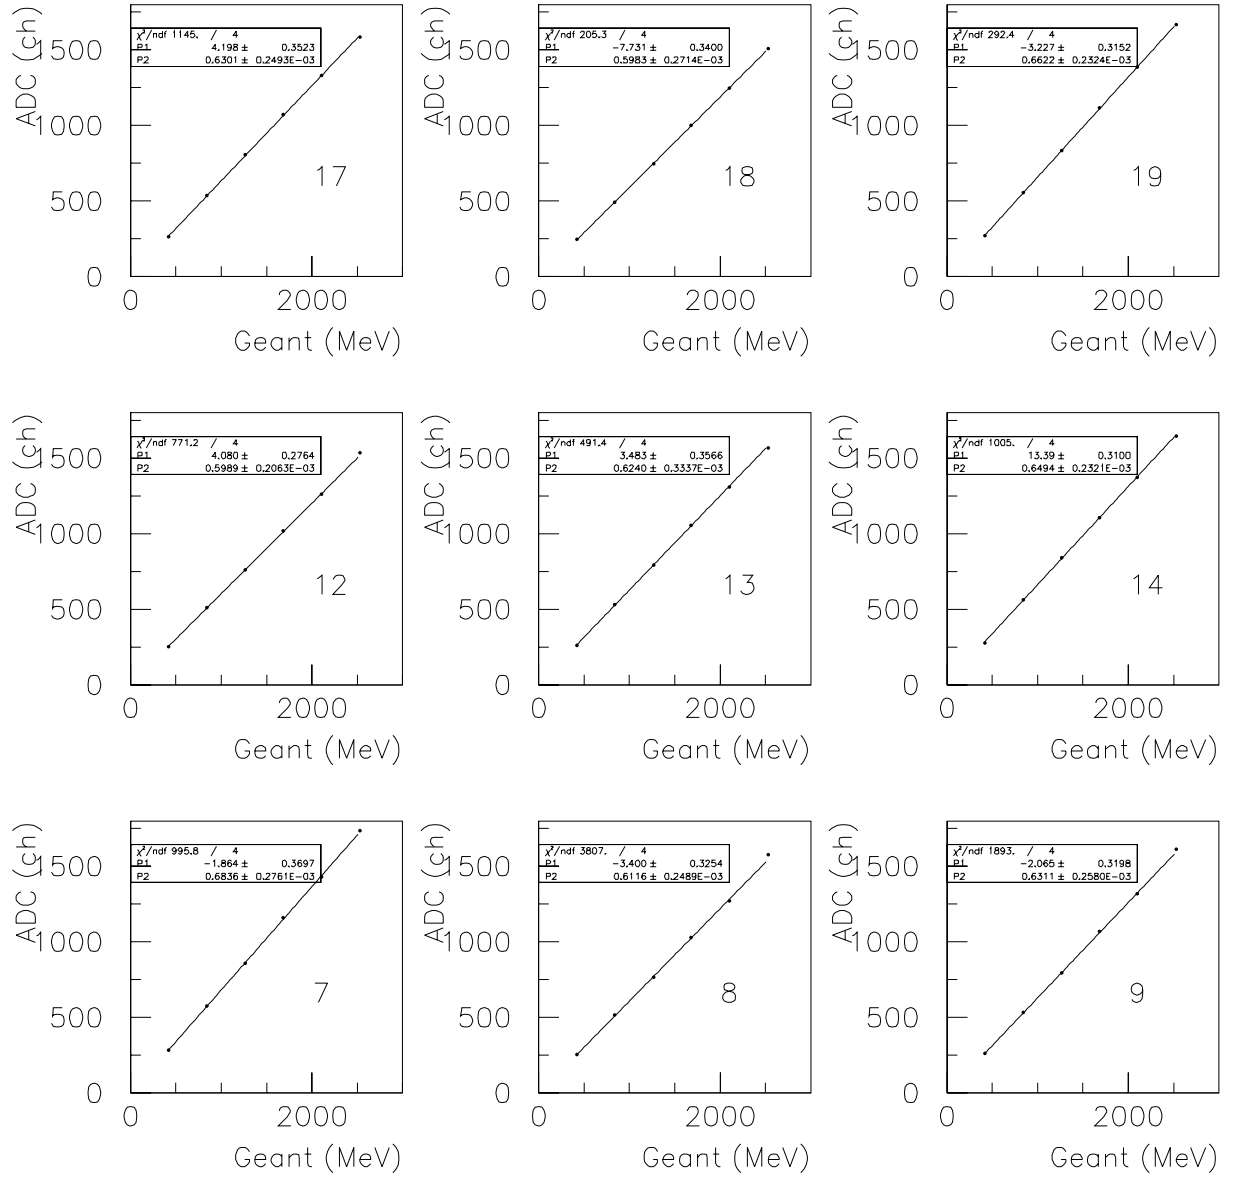 ADC (ch)
χ²/ndf 1145. / 4
P1 4.198 ± 0.3523
P2 0.6301 ± 0.2493E-03
1500
1000
500
0
17
0 2000
Geant (MeV)
ADC (ch)
χ²/ndf 205.3 / 4
P1 -7.731 ± 0.3400
P2 0.5983 ± 0.2714E-03
1500
1000
500
0
18
0 2000
Geant (MeV)
ADC (ch)
χ²/ndf 292.4 / 4
P1 -3.227 ± 0.3152
P2 0.6622 ± 0.2324E-03
1500
1000
500
0
19
0 2000
Geant (MeV)
ADC (ch)
χ²/ndf 771.2 / 4
P1 4.080 ± 0.2764
P2 0.5989 ± 0.2063E-03
1500
1000
500
0
12
0 2000
Geant (MeV)
ADC (ch)
χ²/ndf 491.4 / 4
P1 3.483 ± 0.3566
P2 0.6240 ± 0.3337E-03
1500
1000
500
0
13
0 2000
Geant (MeV)
ADC (ch)
χ²/ndf 1005. / 4
P1 13.39 ± 0.3100
P2 0.6494 ± 0.2321E-03
1500
1000
500
0
14
0 2000
Geant (MeV)
ADC (ch)
χ²/ndf 995.8 / 4
P1 -1.864 ± 0.3697
P2 0.6836 ± 0.2761E-03
1500
1000
500
0
7
0 2000
Geant (MeV)
ADC (ch)
χ²/ndf 3807. / 4
P1 -3.400 ± 0.3254
P2 0.6116 ± 0.2489E-03
1500
1000
500
0
8
0 2000
Geant (MeV)
ADC (ch)
χ²/ndf 1893. / 4
P1 -2.065 ± 0.3198
P2 0.6311 ± 0.2580E-03
1500
1000
500
0
9
0 2000
Geant (MeV)